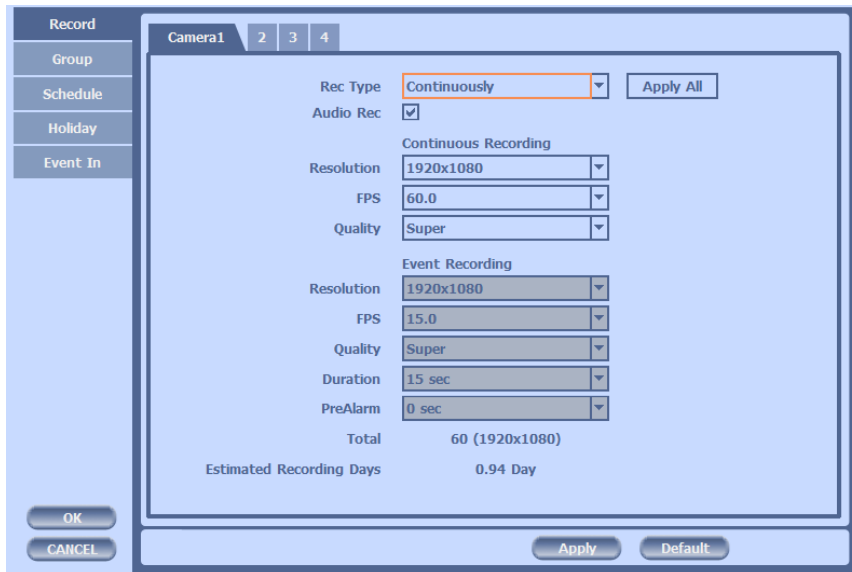 Record
Group
Schedule
Holiday
Event In
Camera1 2 3 4
Rec Type Continuously Apply All
Audio Rec
Continuous Recording
Resolution 1920x1080
FPS 60.0
Quality Super
Event Recording
Resolution 1920x1080
FPS 15.0
Quality Super
Duration 15 sec
PreAlarm 0 sec
Total 60 (1920x1080)
Estimated Recording Days 0.94 Day
OK
CANCEL
Apply Default